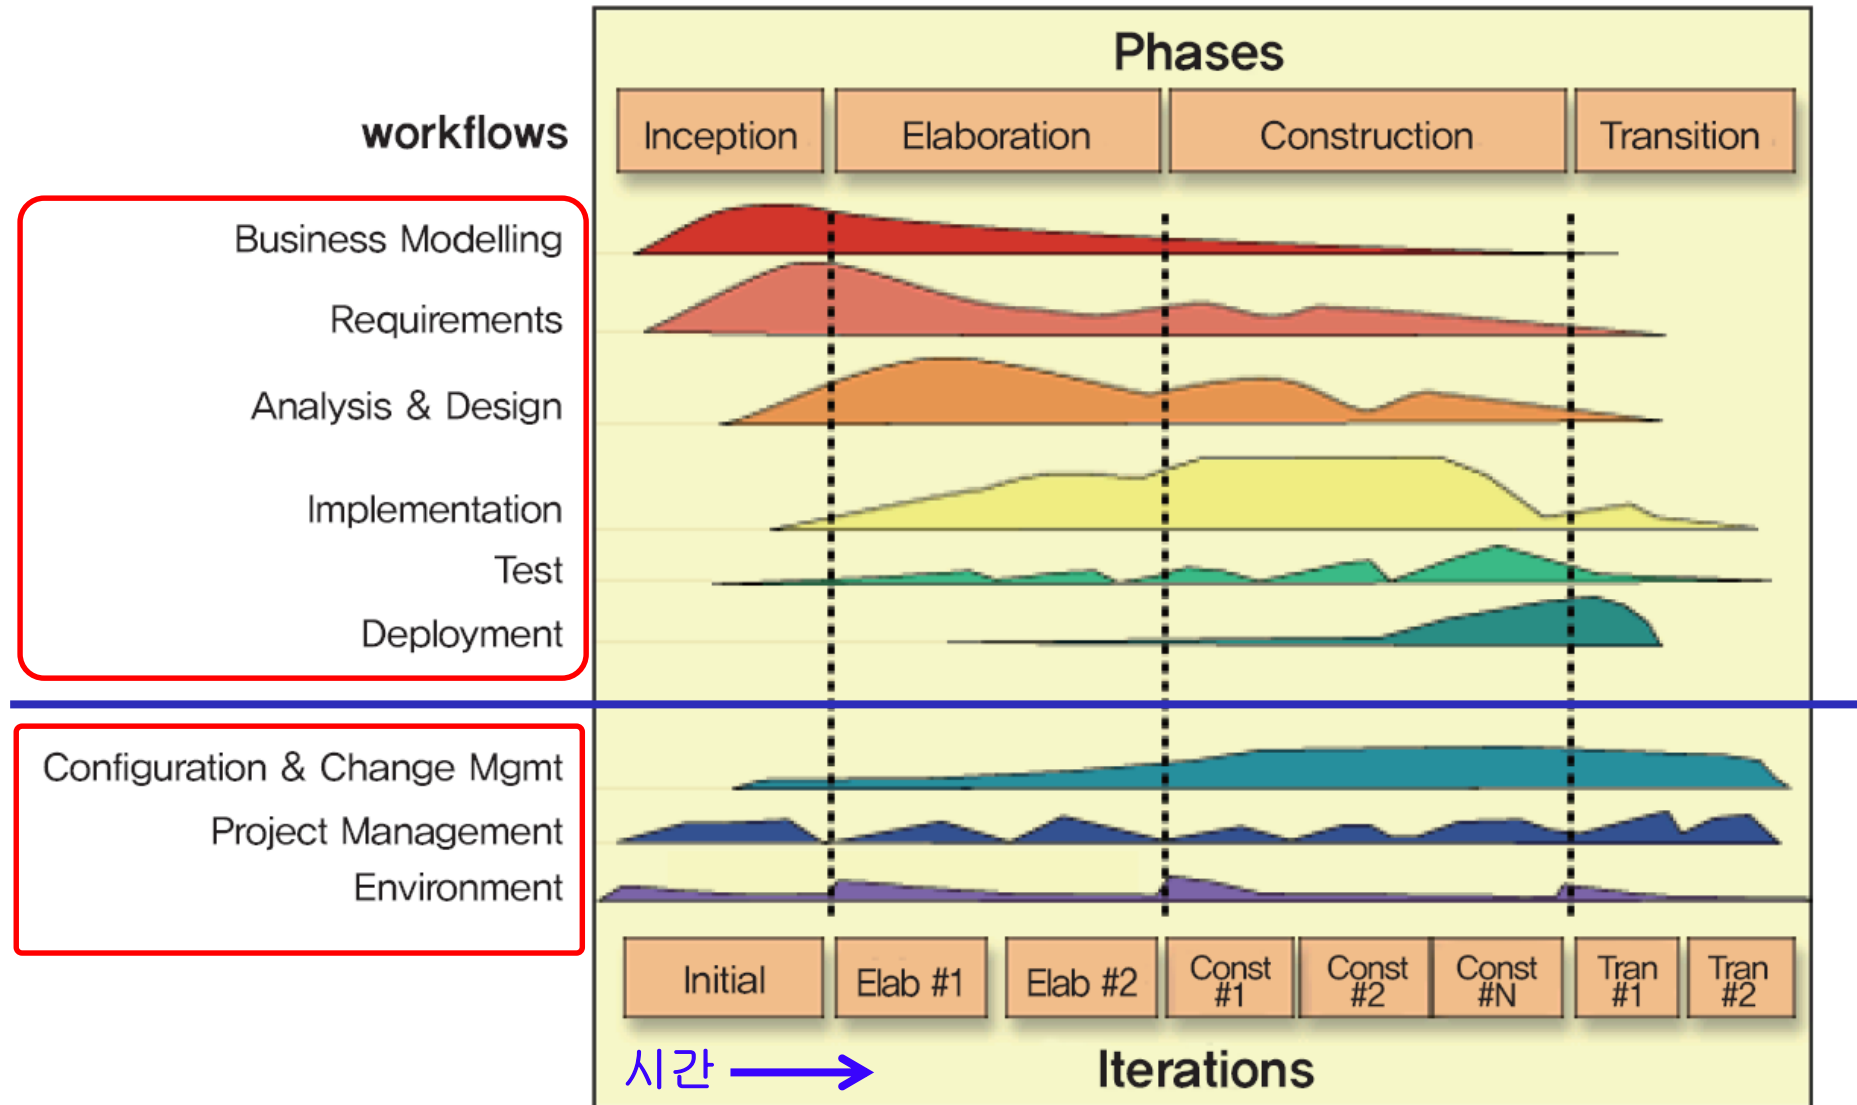 Phases
workflows
Inception
Elaboration
Construction
Transition
Business Modelling
Requirements
Analysis & Design
Implementation
Test
Deployment
Configuration & Change Mgmt
Project Management
Environment
Initial
Elab #1
Elab #2
Const
#1
Const
#2
Const
#N
Tran
#1
Tran
#2
시간
Iterations